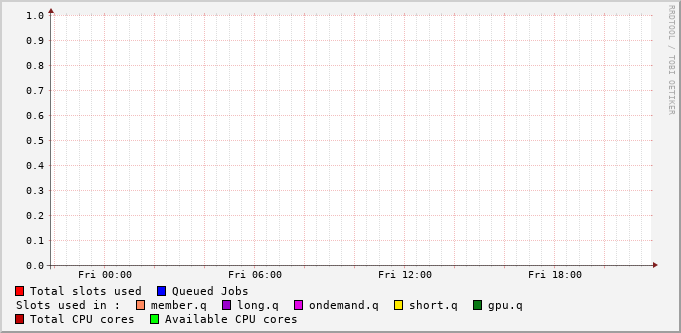 1.0
0.9
0.8
0.7
0.6
0.5
0.4
0.3
0.2
0.1
0.0
Fri 00:00 Fri 06:00 Fri 12:00 Fri 18:00
Total slots used Queued Jobs
Slots used in : member.q long.q ondemand.q short.q gpu.q
Total CPU cores Available CPU cores
RRDTOOL / TOBI OETIKER